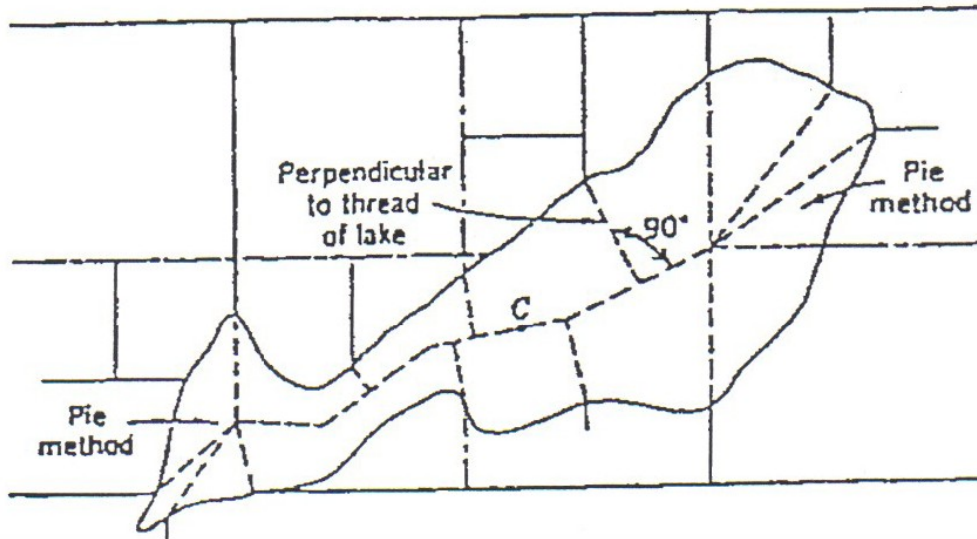 Perpendicular
to thread
of lake
90°
Pie
method
C
Pie
method